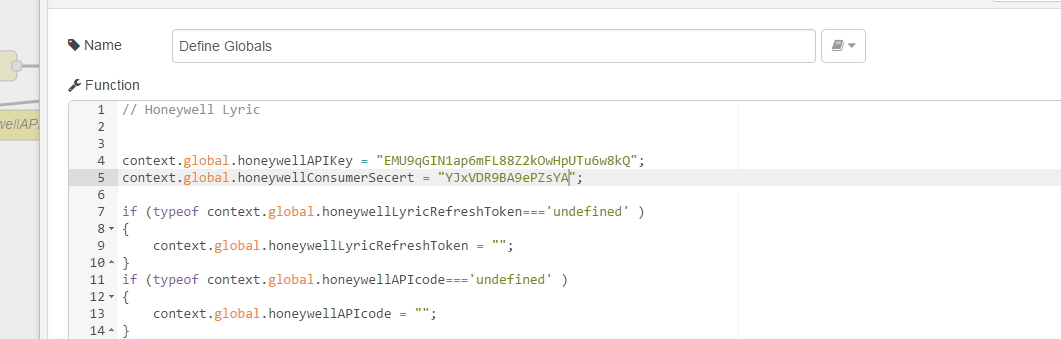 Name
Define Globals
Function
1 // Honeywell Lyric
2
3
4 context.global.honeywellAPIKey = "EMU9qGIN1ap6mFL88Z2kOwHpUTu6w8kQ";
5 context.global.honeywellConsumerSecert = "YJxVDR9BA9ePZsYA";
6
7 if (typeof context.global.honeywellLyricRefreshToken==='undefined' )
8 {
9 context.global.honeywellLyricRefreshToken = "";
10 }
11 if (typeof context.global.honeywellAPIcode==='undefined' )
12 {
13 context.global.honeywellAPIcode = "";
14 }
wellAP